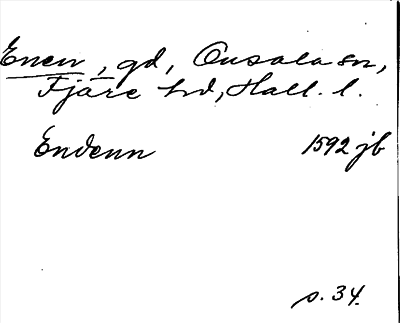 Enen, gd, Onsala sn,
Fjäre hd, Hall. l.
Endenn 1592 jb
s. 34.